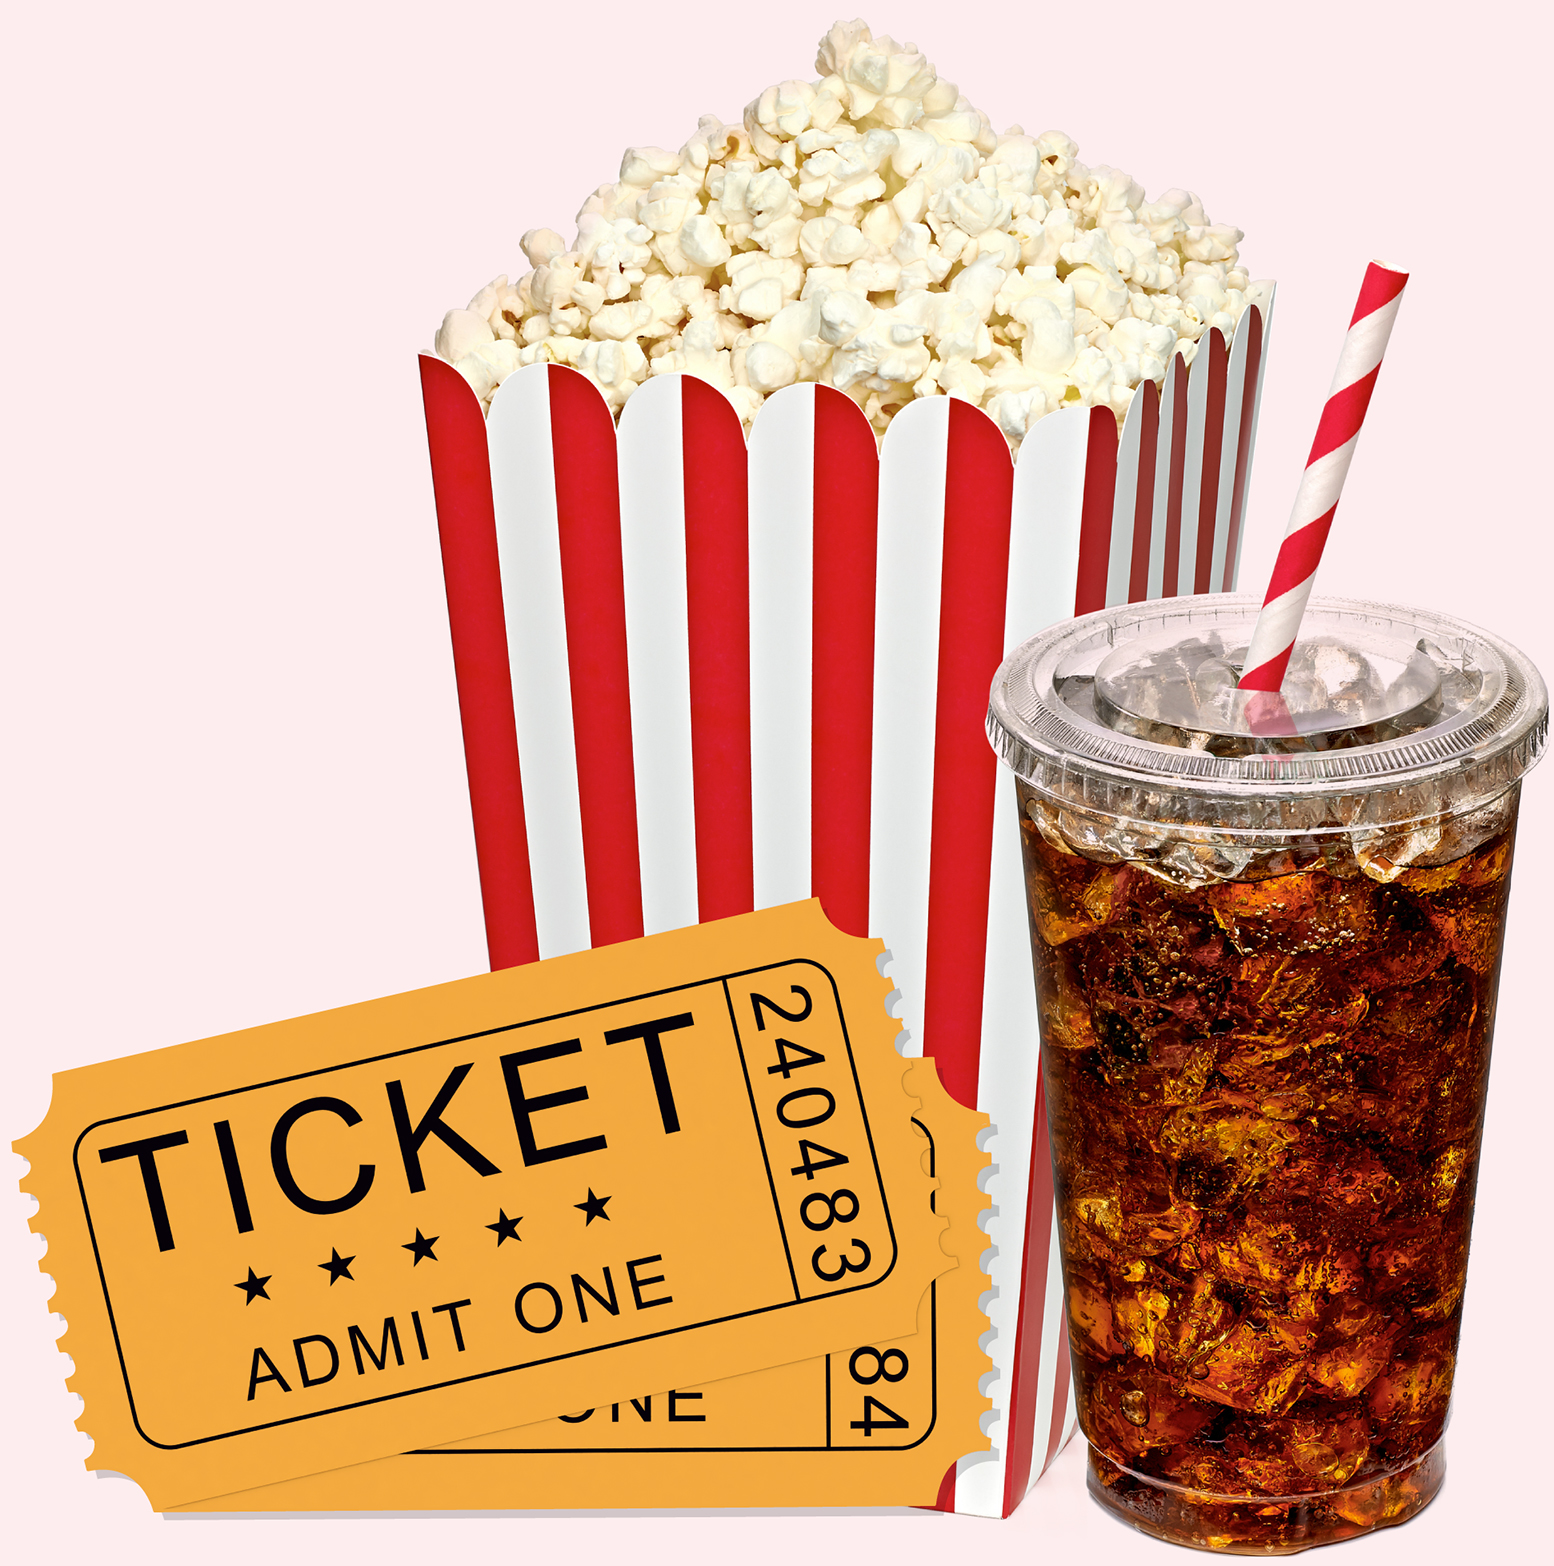 TICKET
ADMIT ONE
240483
ONE
84